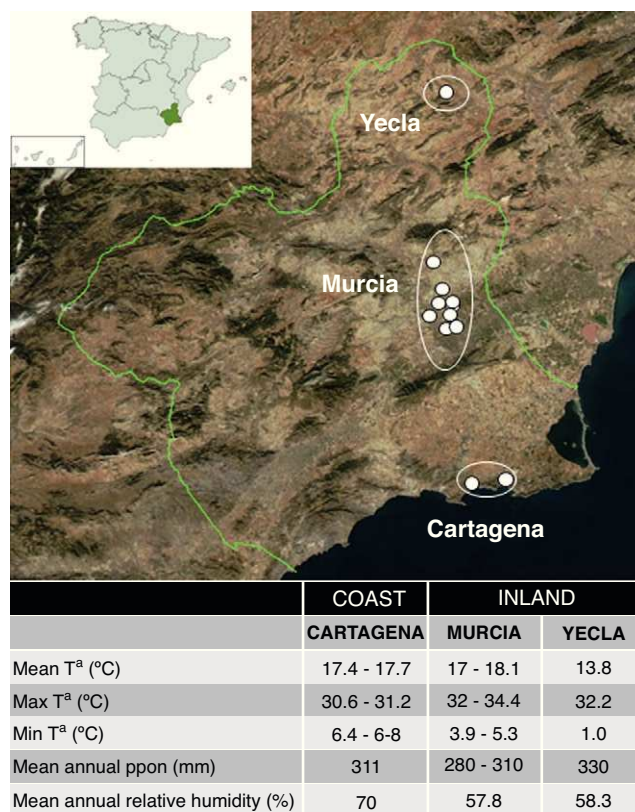 Yecla
Murcia
Cartagena
COAST INLAND
CARTAGENA MURCIA YECLA
Mean Tª (ºC) 17.4 - 17.7 17 - 18.1 13.8
Max Tª (ºC) 30.6 - 31.2 32 - 34.4 32.2
Min Tª (ºC) 6.4 - 6-8 3.9 - 5.3 1.0
Mean annual ppon (mm) 311 280 - 310 330
Mean annual relative humidity (%) 70 57.8 58.3